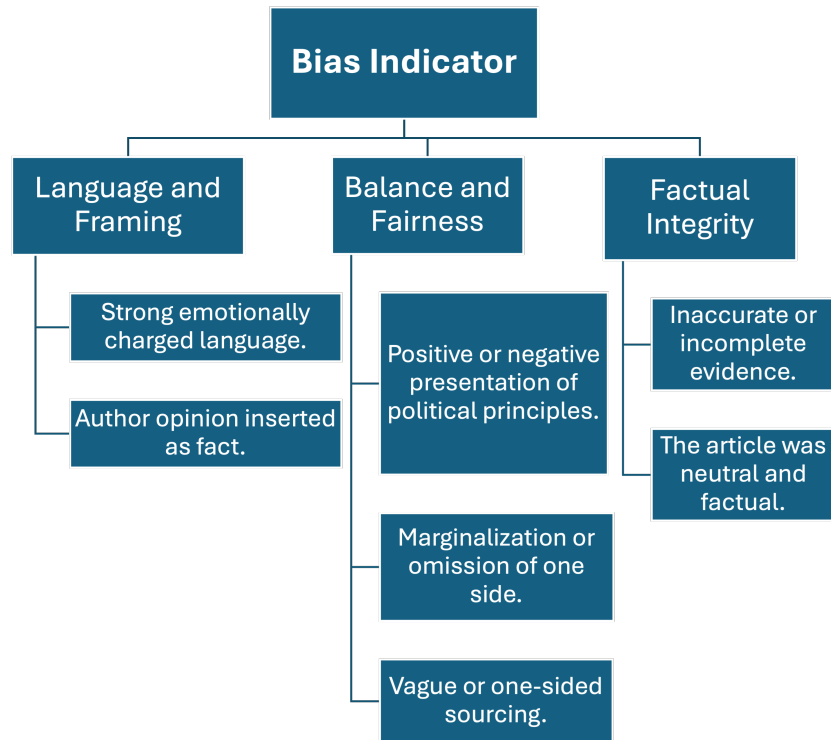 Bias Indicator
Language and
Framing
Strong emotionally
charged language.
Author opinion inserted
as fact.
Balance and
Fairness
Positive or negative
presentation of
political principles.
Marginalization or
omission of one
side.
Vague or one-sided
sourcing.
Factual
Integrity
Inaccurate or
incomplete
evidence.
The article was
neutral and
factual.